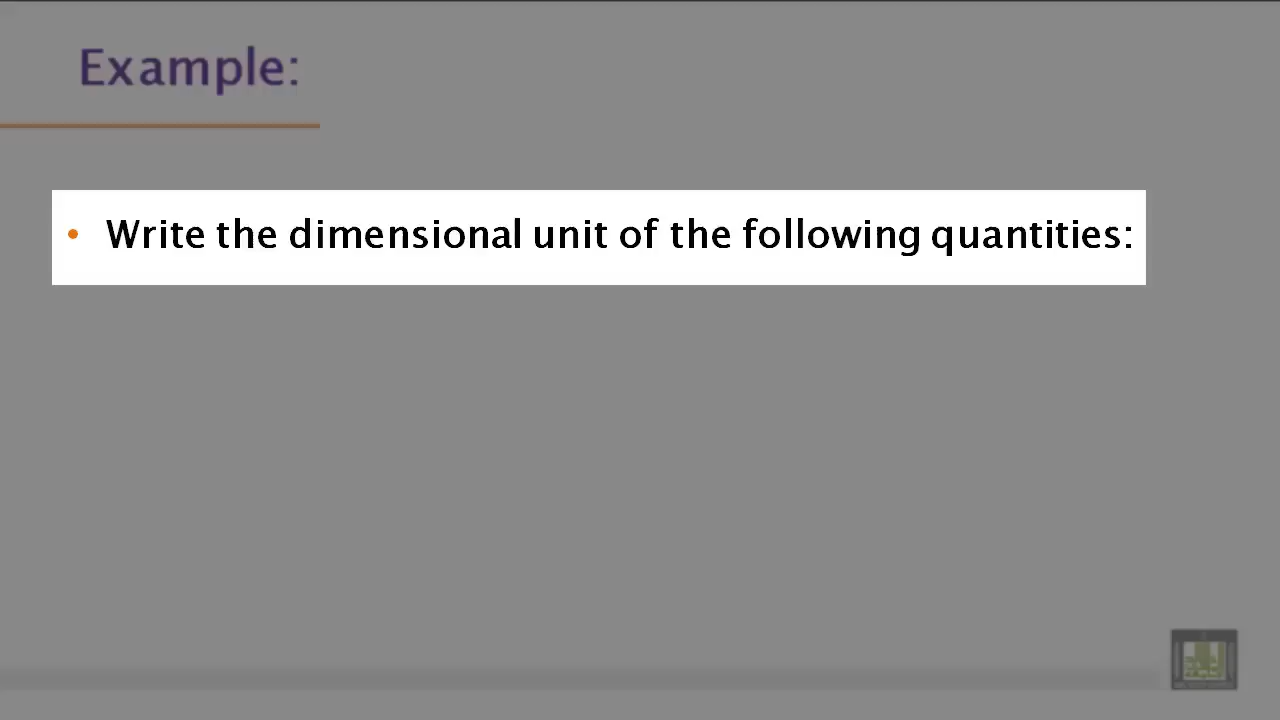 Example:
• Write the dimensional unit of the following quantities: